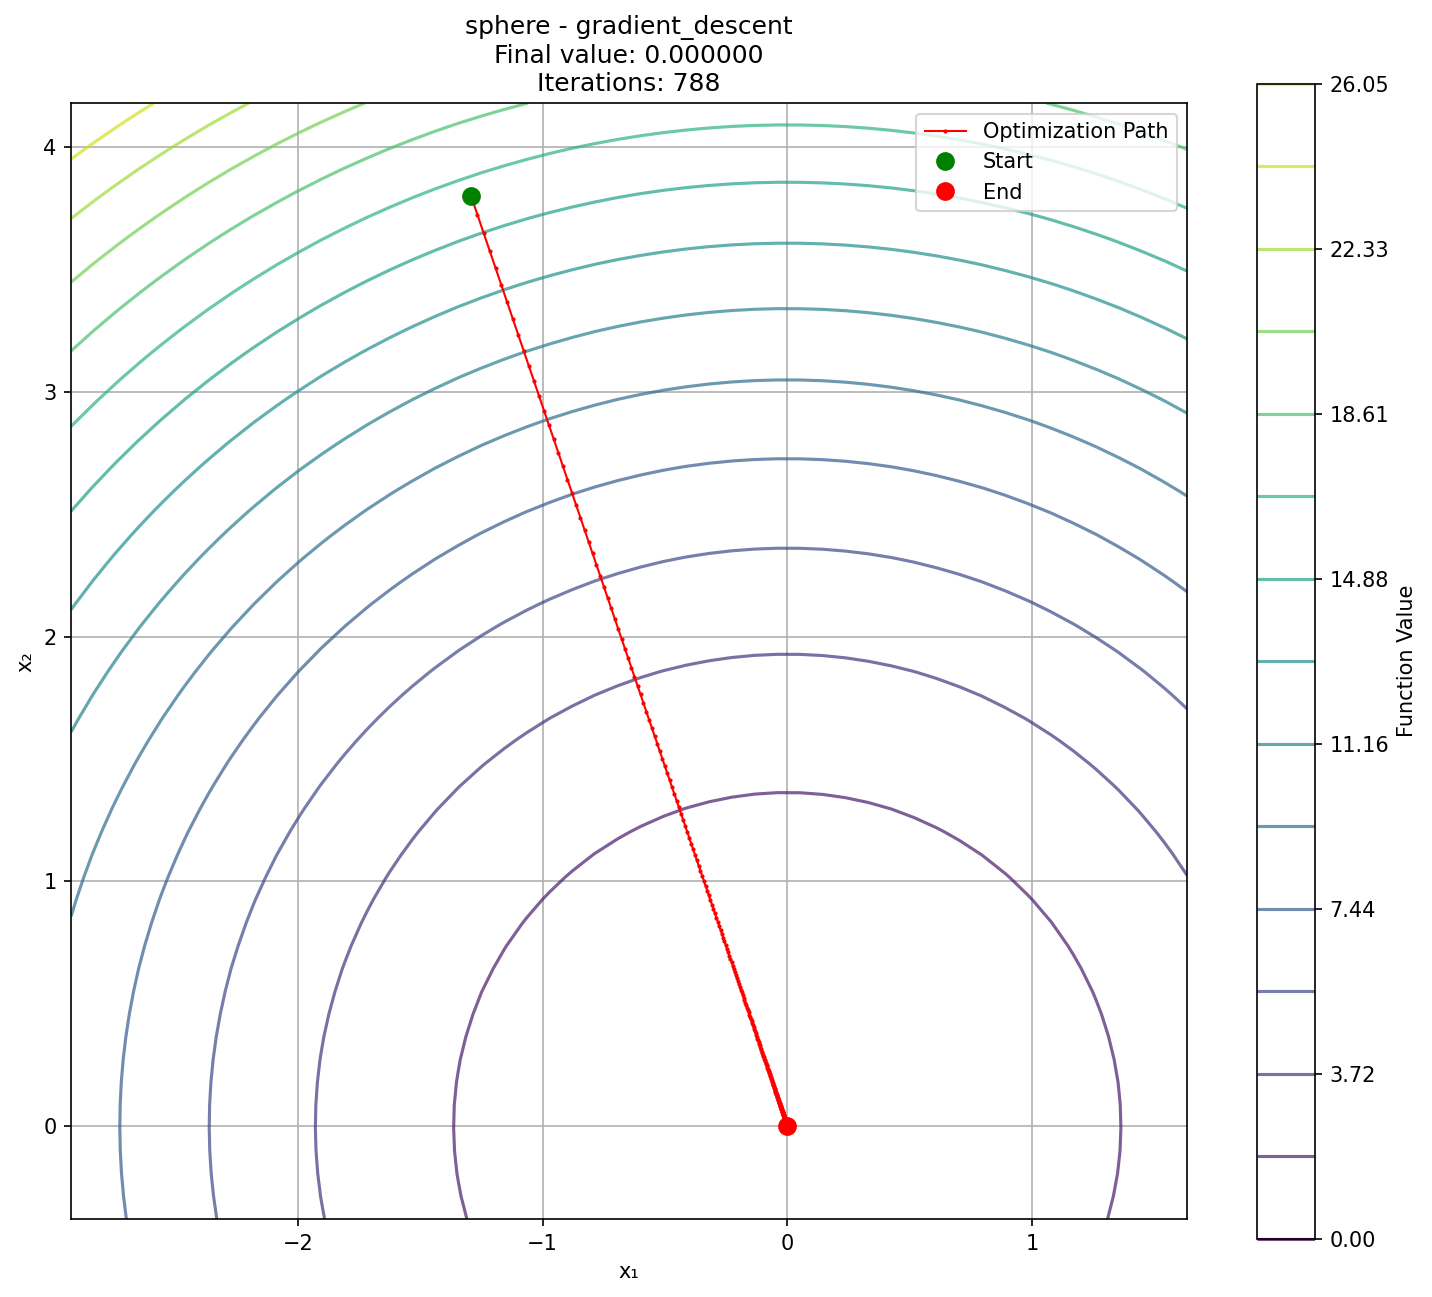 sphere - gradient_descent
Final value: 0.000000
Iterations: 788
Optimization Path
Start
End
4
3
2
1
0
−2
−1
0
1
x₁
x₂
26.05
22.33
18.61
14.88
11.16
7.44
3.72
0.00
Function Value